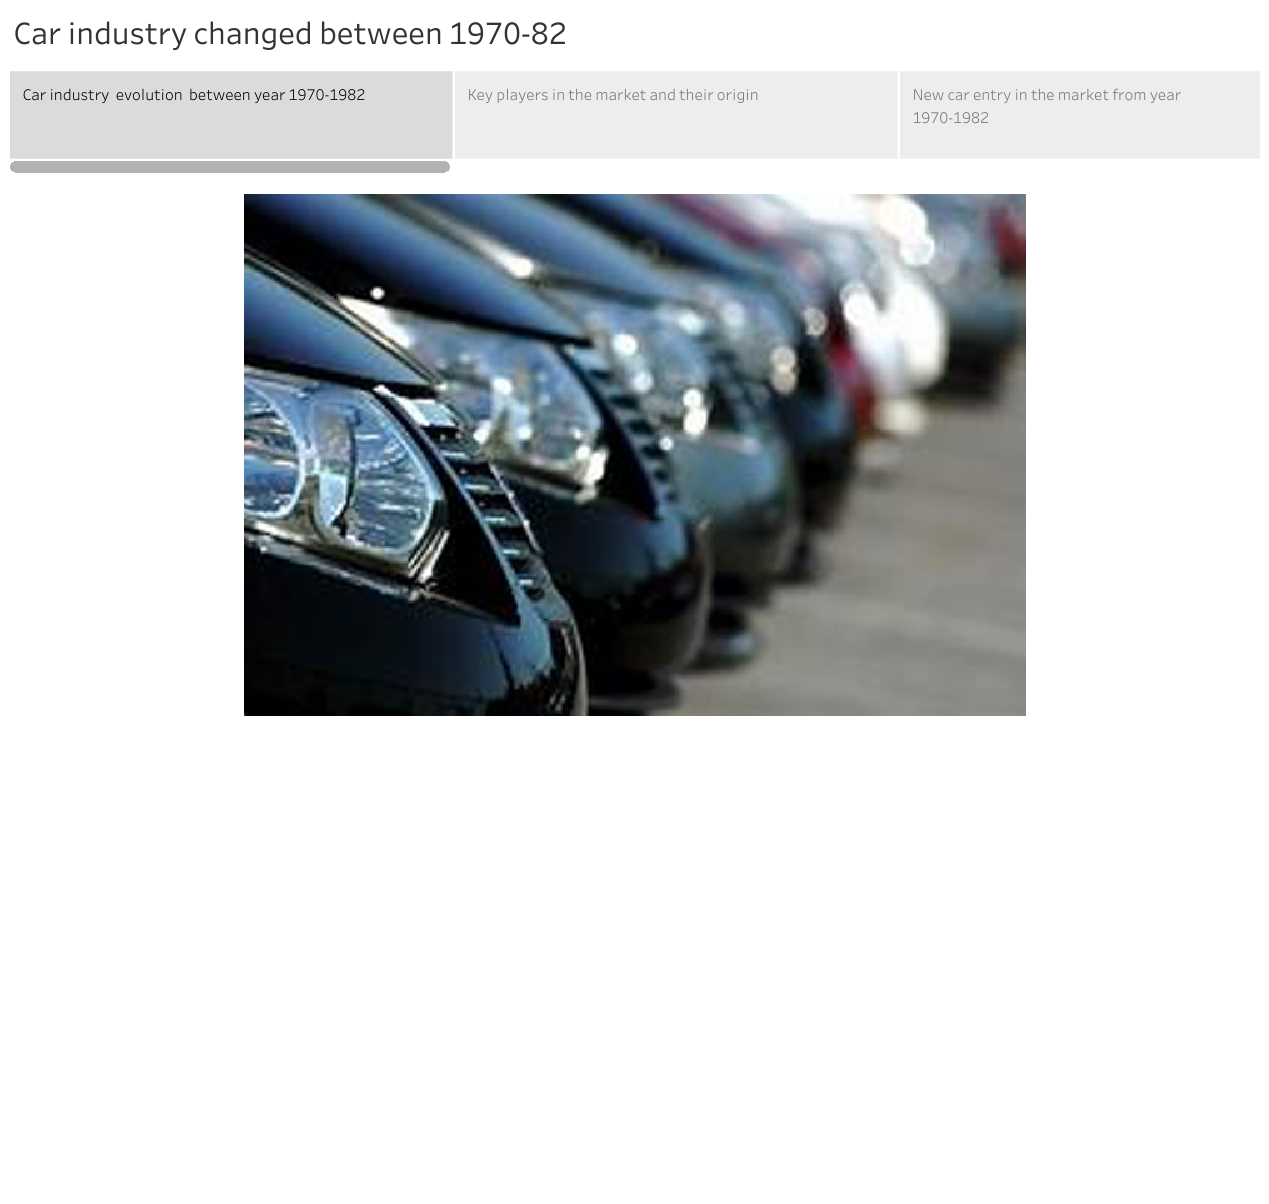 Car industry changed between 1970-82
Car industry  evolution  between year 1970-1982
Key players in the market and their origin
New car entry in the market from year
1970-1982